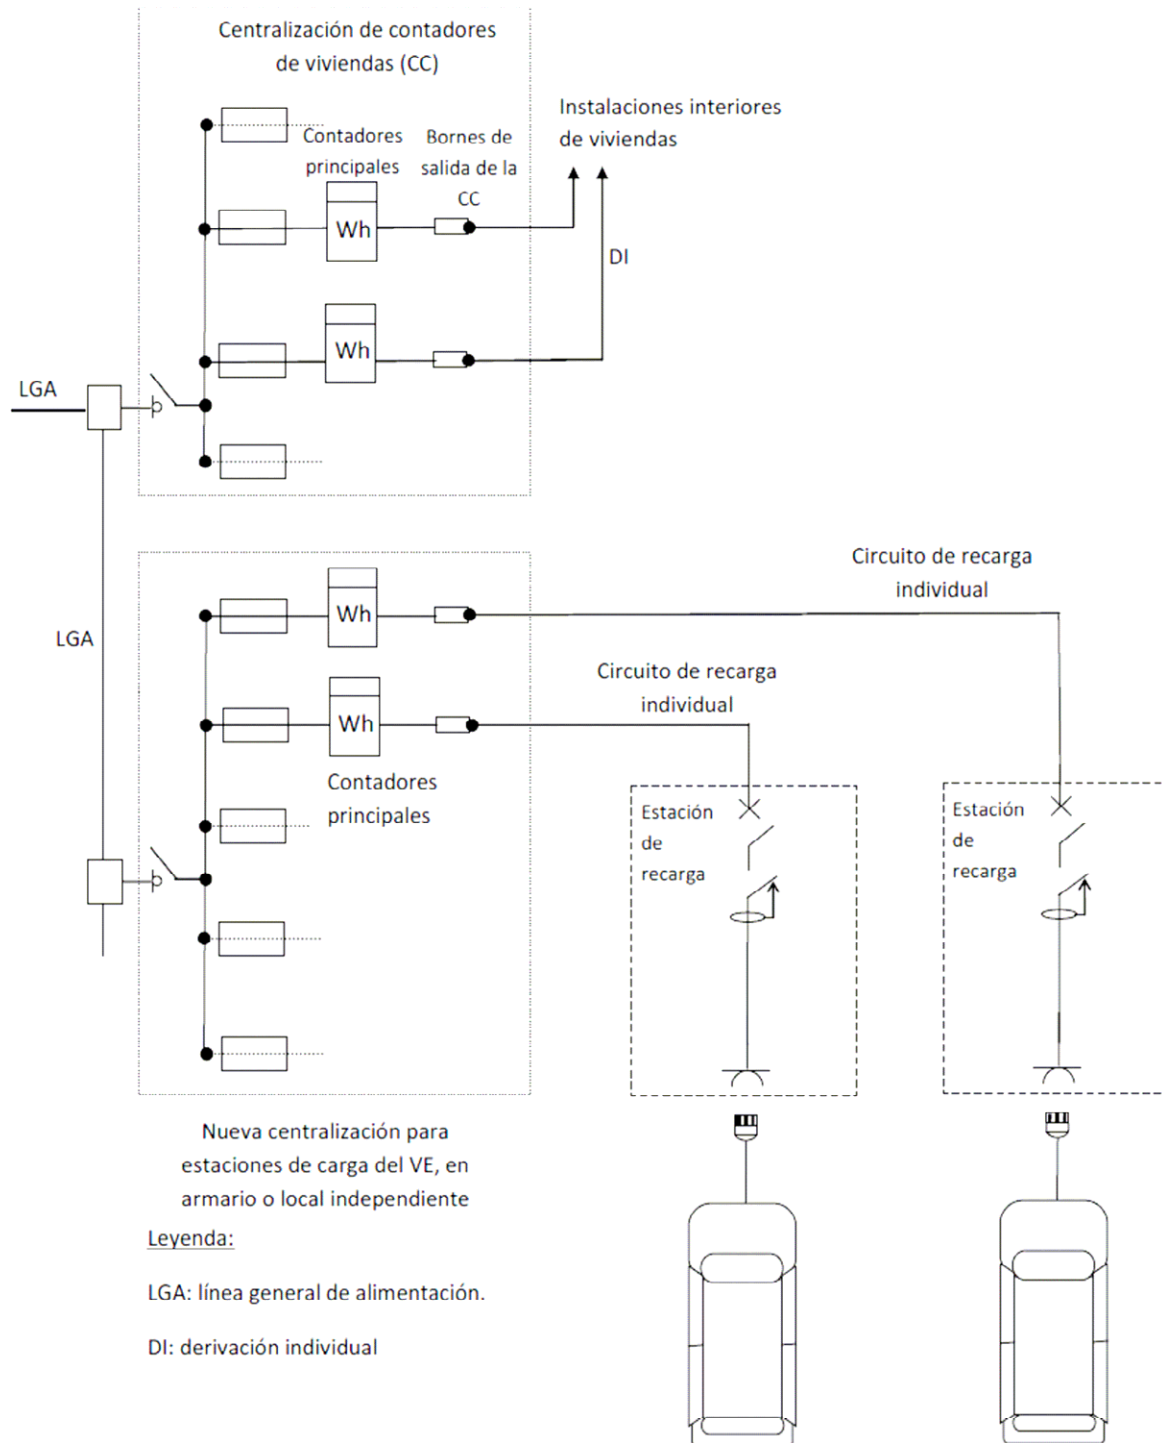 Centralización de contadores
de viviendas (CC)
Instalaciones interiores
de viviendas
Contadores
principales
Bornes de
salida de la
CC
Wh
DI
Wh
LGA
Circuito de recarga
individual
Wh
LGA
Circuito de recarga
individual
Wh
Contadores
principales
Estación
de
recarga
Estación
de
recarga
Nueva centralización para
estaciones de carga del VE, en
armario o local independiente
Leyenda:
LGA: línea general de alimentación.
DI: derivación individual